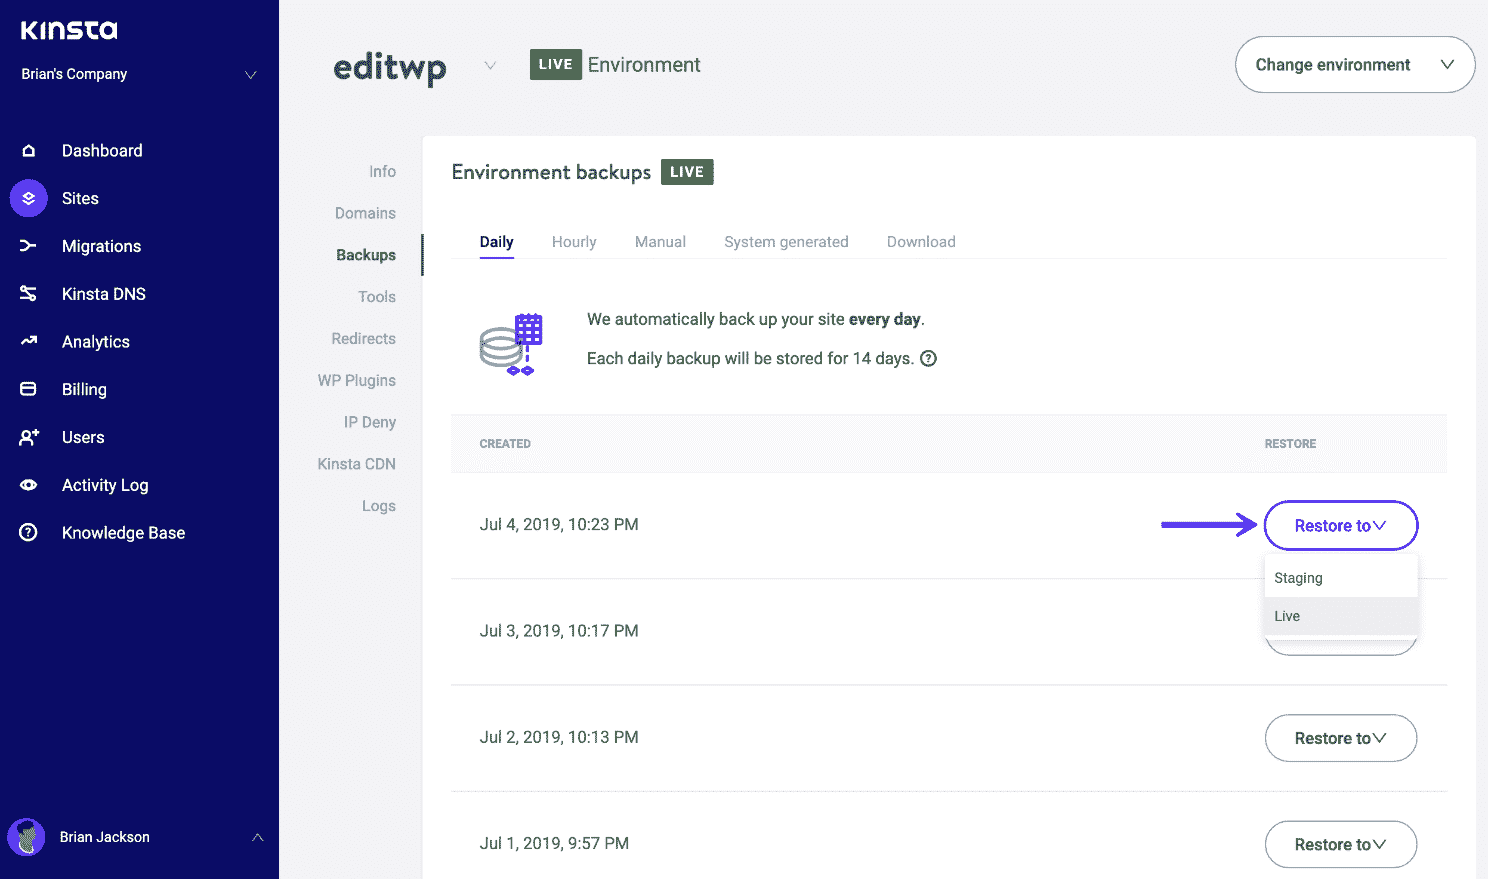 Kinsta
Brian's Company
Dashboard
Sites
Migrations
Kinsta DNS
Analytics
Billing
Users
Activity Log
Knowledge Base
Brian Jackson
editwp
LIVE Environment
Change environment
Info
Domains
Backups
Tools
Redirects
WP Plugins
IP Deny
Kinsta CDN
Logs
Environment backups LIVE
Daily Hourly Manual System generated Download
We automatically back up your site every day.
Each daily backup will be stored for 14 days. ?
CREATED RESTORE
Jul 4, 2019, 10:23 PM Restore to
Staging
Live
Jul 3, 2019, 10:17 PM
Jul 2, 2019, 10:13 PM Restore to
Jul 1, 2019, 9:57 PM Restore to